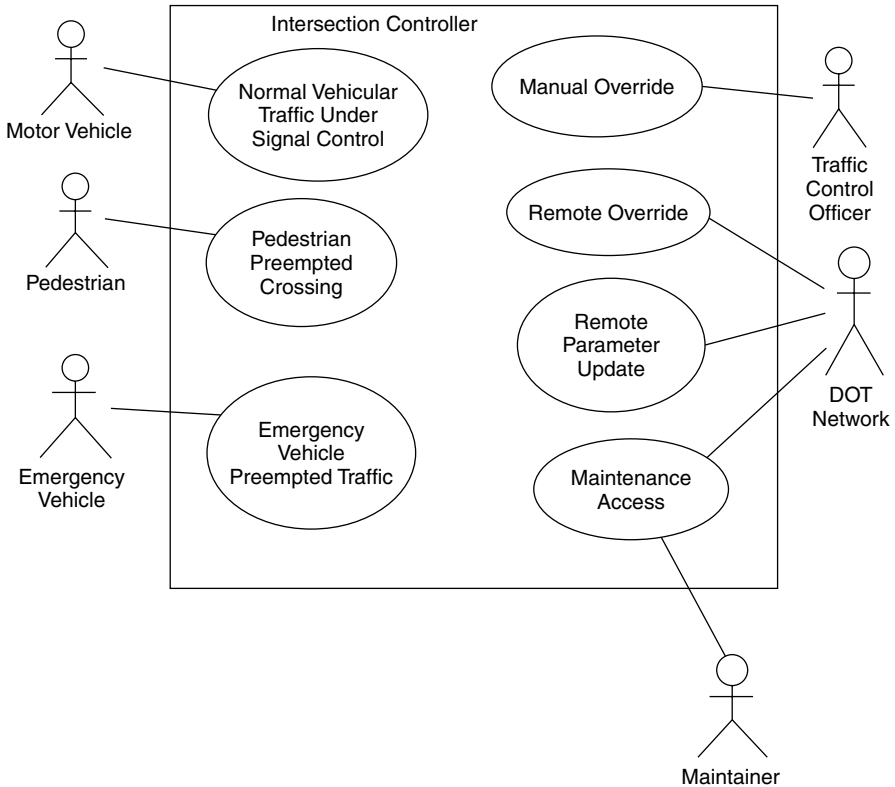 Intersection Controller
Motor Vehicle
Normal Vehicular
Traffic Under
Signal Control
Manual Override
Traffic
Control
Officer
Pedestrian
Pedestrian
Preempted
Crossing
Remote Override
Remote
Parameter
Update
DOT
Network
Emergency
Vehicle
Emergency
Vehicle
Preempted Traffic
Maintenance
Access
Maintainer